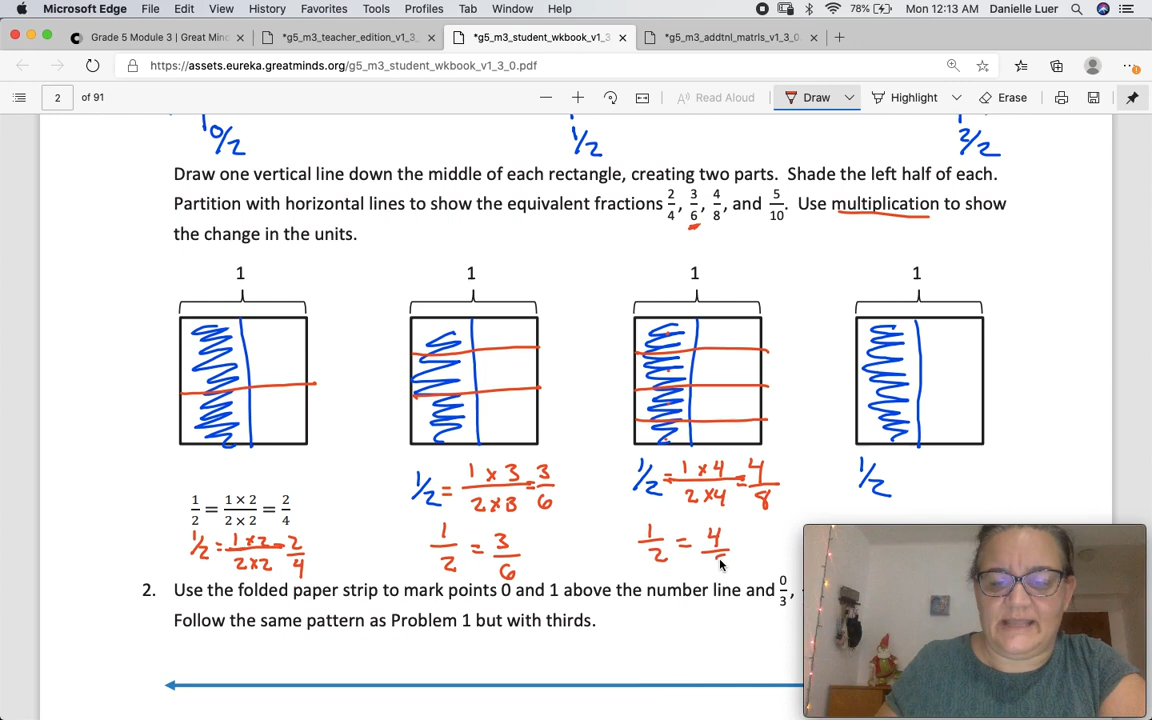 Microsoft Edge File Edit View History Favorites Tools Profiles Tab Window Help 78% Mon 12:13 AM Danielle Luer
Grade 5 Module 3 | Great Min × *g5_m3_teacher_edition_v1_3_ × *g5_m3_student_wkbook_v1_3 × *g5_m3_addtnl_matrls_v1_3_0. × +
https://assets.eureka.greatminds.org/g5_m3_student_wkbook_v1_3_0.pdf
2 of 91 Read Aloud Draw Highlight Erase
0/2 1/2 2/2
Draw one vertical line down the middle of each rectangle, creating two parts. Shade the left half of each.
Partition with horizontal lines to show the equivalent fractions 2/4, 3/6, 4/8, and 5/10. Use multiplication to show
the change in the units.
1 1 1 1
1/2 = 1 × 3 / 2 × 3 = 3/6 1/2 = 1 × 4 / 2 × 4 = 4/8 1/2
1/2 = 1 × 2 / 2 × 2 = 2/4
1/2 = 1 × 2 / 2 × 2 = 2/4 1/2 = 3/6 1/2 = 4/
2. Use the folded paper strip to mark points 0 and 1 above the number line and 0/3,
Follow the same pattern as Problem 1 but with thirds.